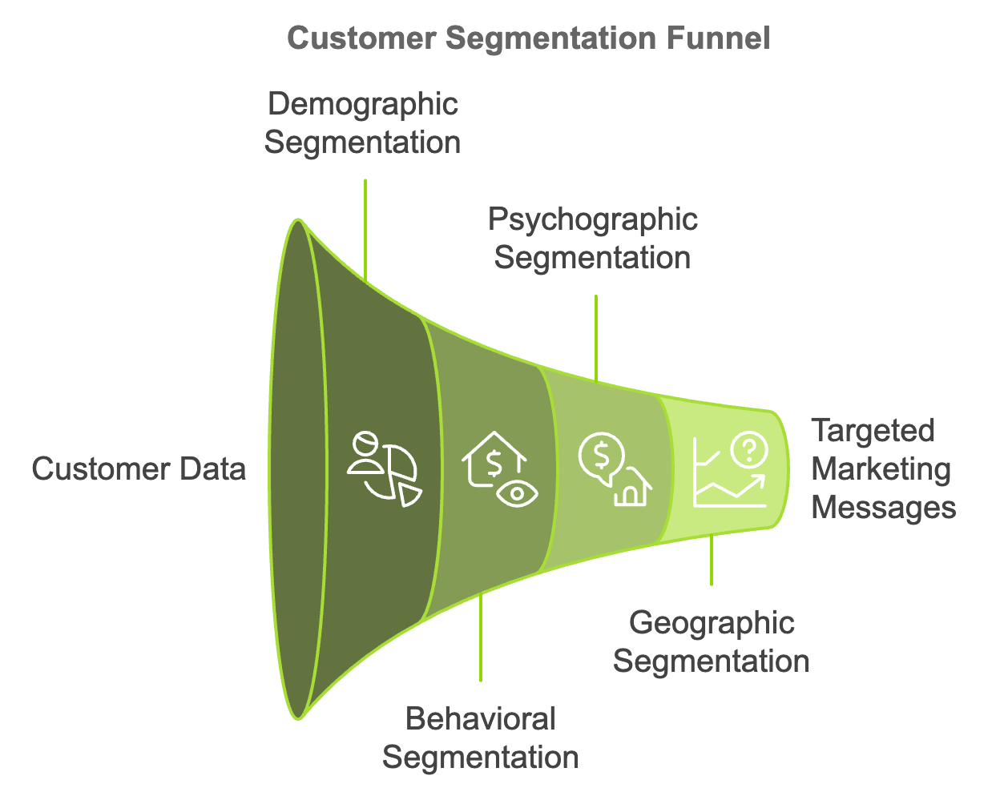 Customer Segmentation Funnel
Demographic
Segmentation
Psychographic
Segmentation
Customer Data
$
$
?
Targeted
Marketing
Messages
Geographic
Segmentation
Behavioral
Segmentation